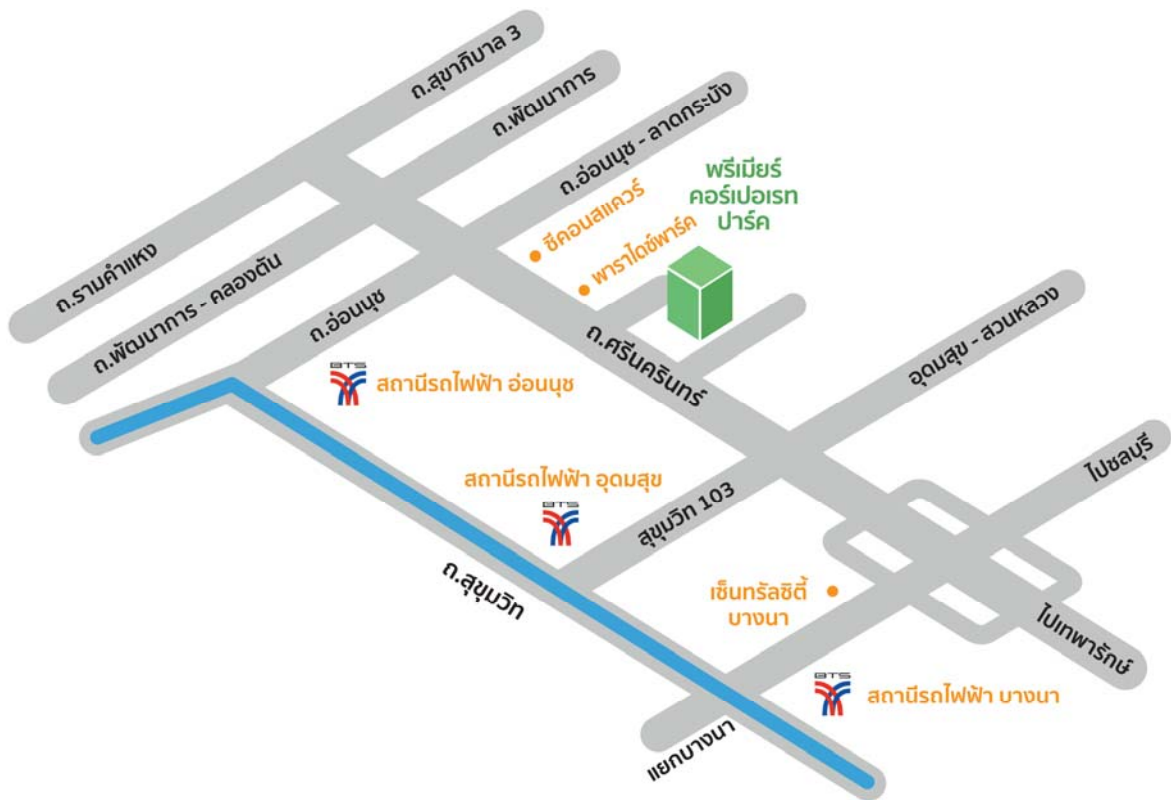 ถ.สุขาภิบาล 3
ถ.พัฒนาการ
ถ.อ่อนนุช - ลาดกระบัง
พรีเมียร์
คอร์เปอเรท
ปาร์ค
ซีคอนสแควร์
พาราไดซ์พาร์ค
ถ.รามคำแหง
ถ.พัฒนาการ - คลองตัน
ถ.อ่อนนุช
ถ.ศรีนครินทร์
อุดมสุข - สวนหลวง
BTS
สถานีรถไฟฟ้า อ่อนนุช
ไปชลบุรี
สถานีรถไฟฟ้า อุดมสุข
BTS
สุขุมวิท 103
ถ.สุขุมวิท
เซ็นทรัลซิตี้
บางนา
ไปเทพารักษ์
BTS
สถานีรถไฟฟ้า บางนา
แยกบางนา